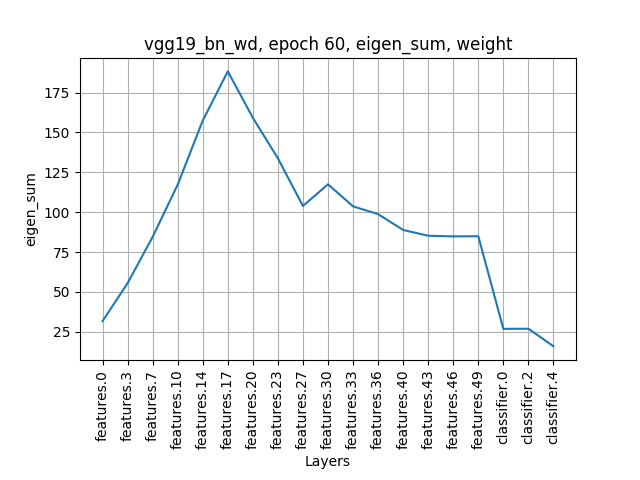 vgg19_bn_wd, epoch 60, eigen_sum, weight
eigen_sum
175
150
125
100
75
50
25
features.0
features.3
features.7
features.10
features.14
features.17
features.20
features.23
features.27
features.30
features.33
features.36
features.40
features.43
features.46
features.49
classifier.0
classifier.2
classifier.4
Layers